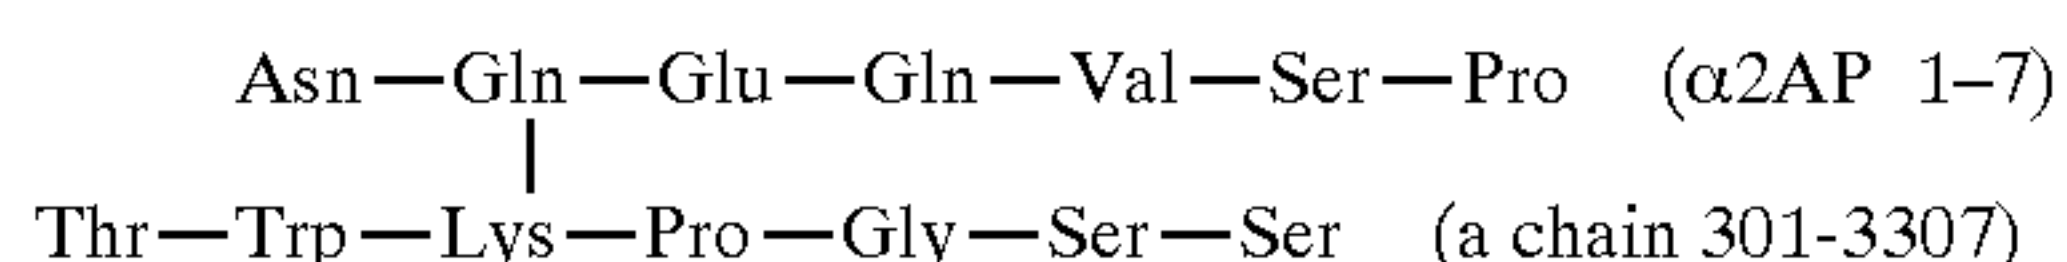 Asn—Gln—Glu—Gln—Val—Ser—Pro (α2AP 1–7)
Thr—Trp—Lys—Pro—Gly—Ser—Ser (a chain 301-3307)